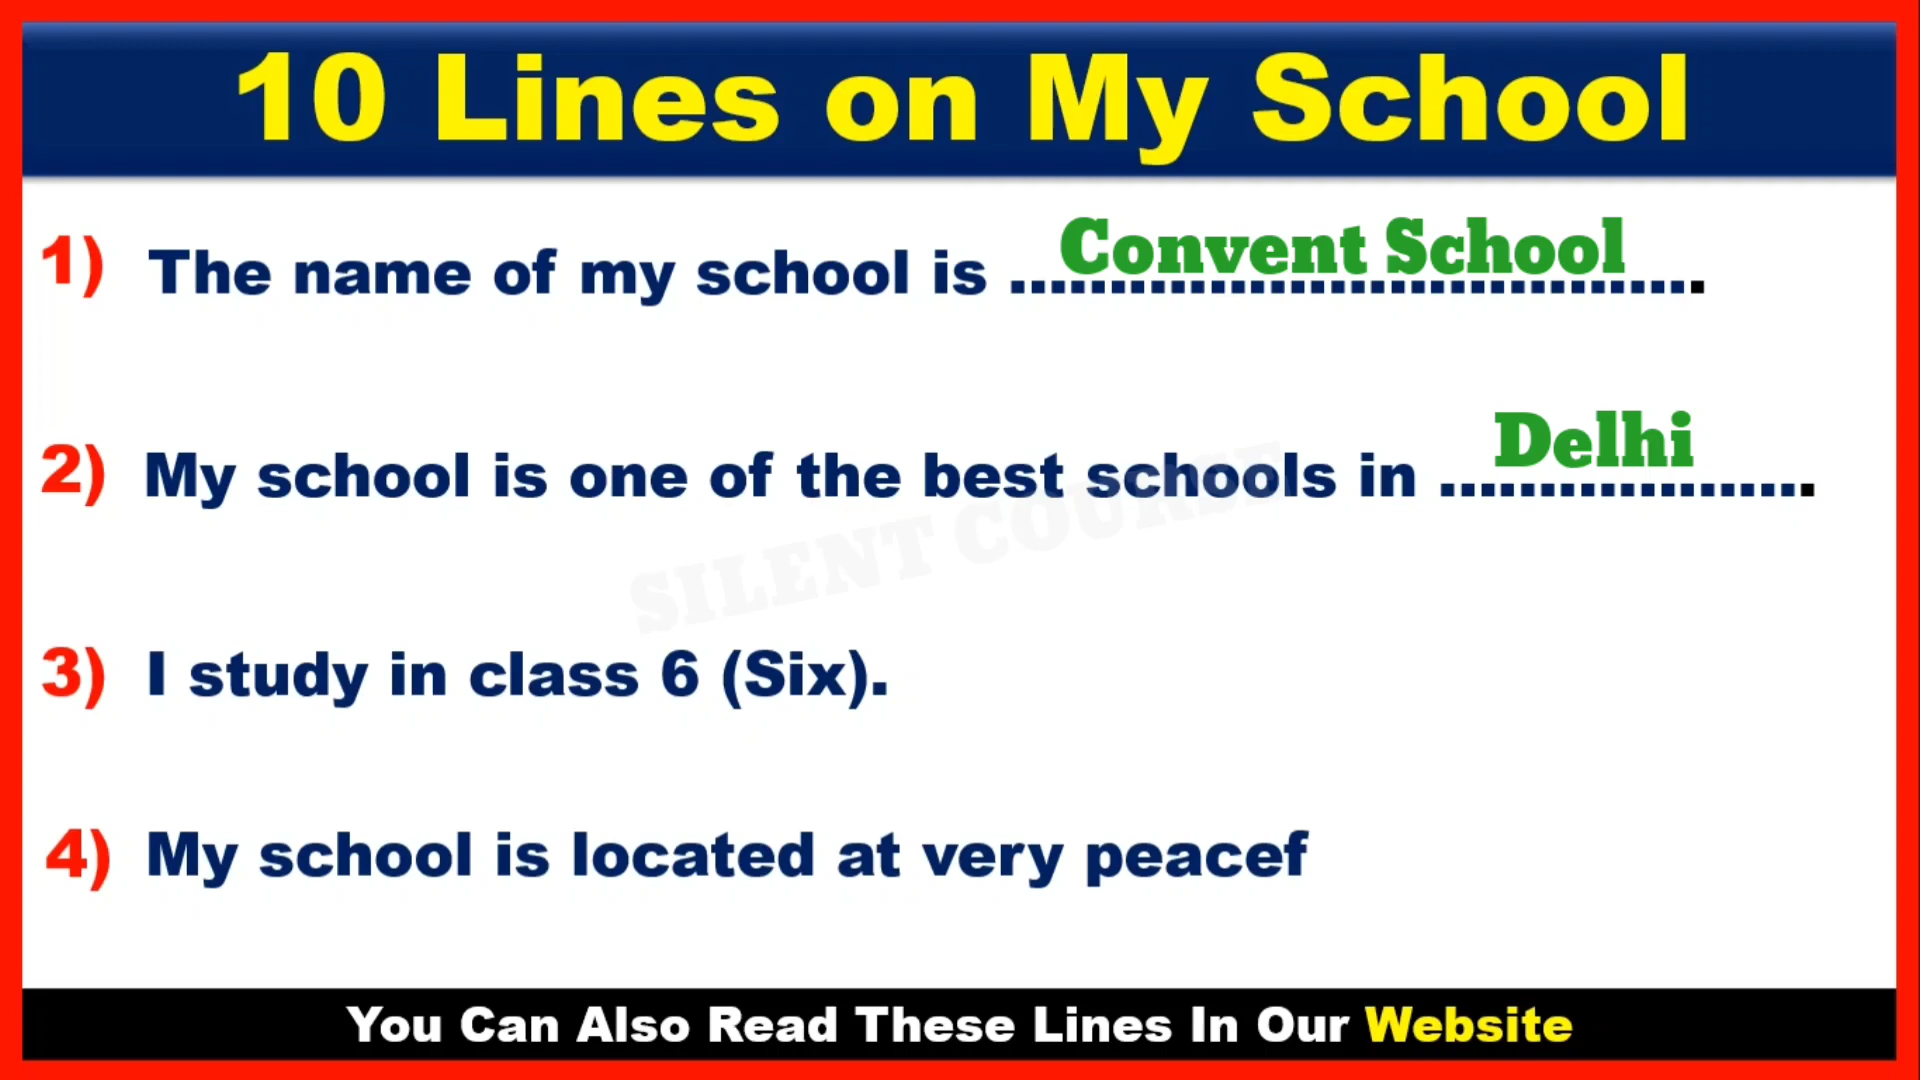 10 Lines on My School
1) The name of my school is Convent School ..................................
2) My school is one of the best schools in Delhi ...................
SILENT COURSE
3) I study in class 6 (Six).
4) My school is located at very peacef
You Can Also Read These Lines In Our Website